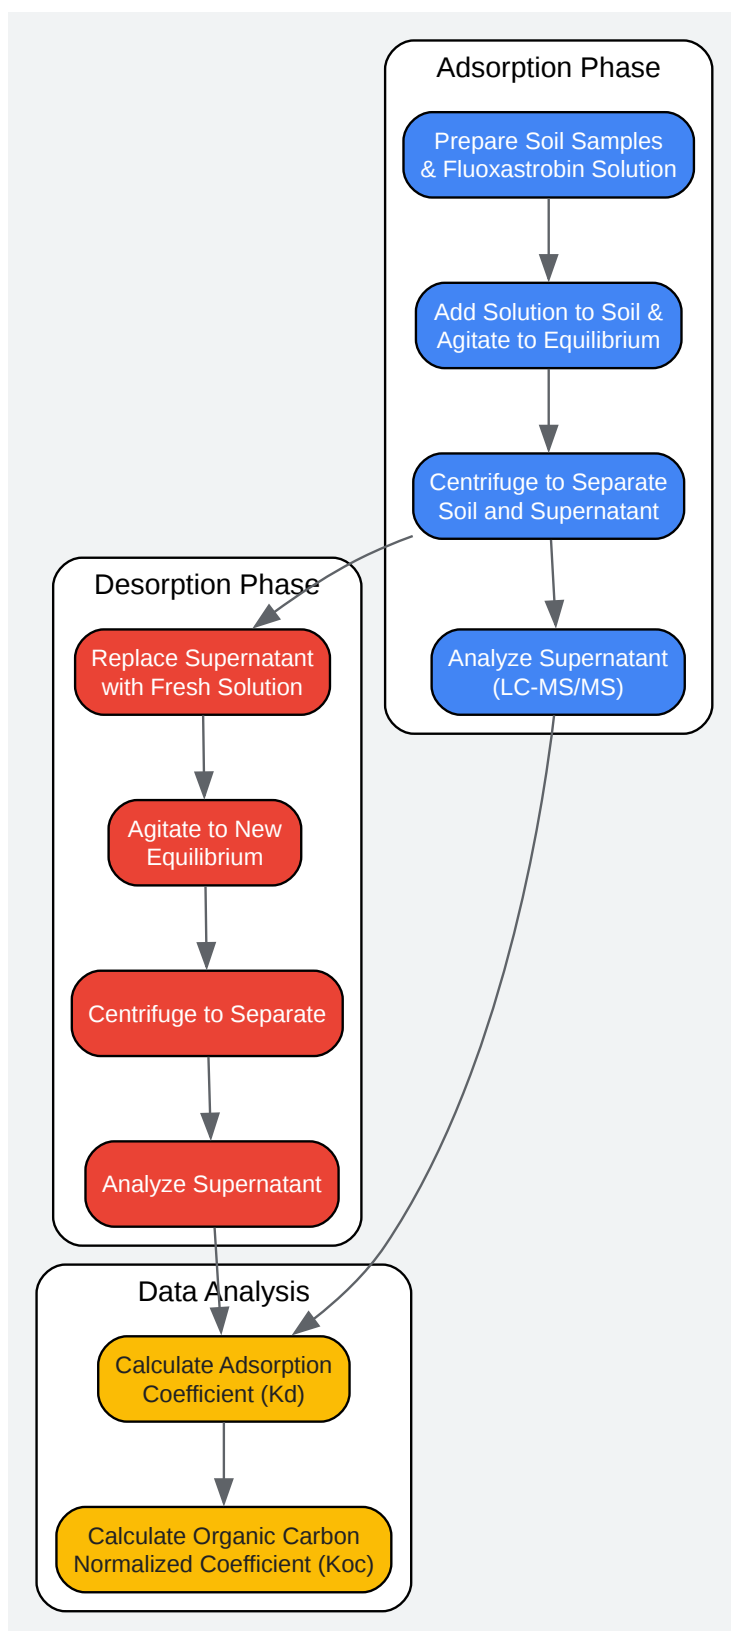 Adsorption Phase
Prepare Soil Samples
& Fluoxastrobin Solution
Add Solution to Soil &
Agitate to Equilibrium
Centrifuge to Separate
Soil and Supernatant
Analyze Supernatant
(LC-MS/MS)
Desorption Phase
Replace Supernatant
with Fresh Solution
Agitate to New
Equilibrium
Centrifuge to Separate
Analyze Supernatant
Data Analysis
Calculate Adsorption
Coefficient (Kd)
Calculate Organic Carbon
Normalized Coefficient (Koc)